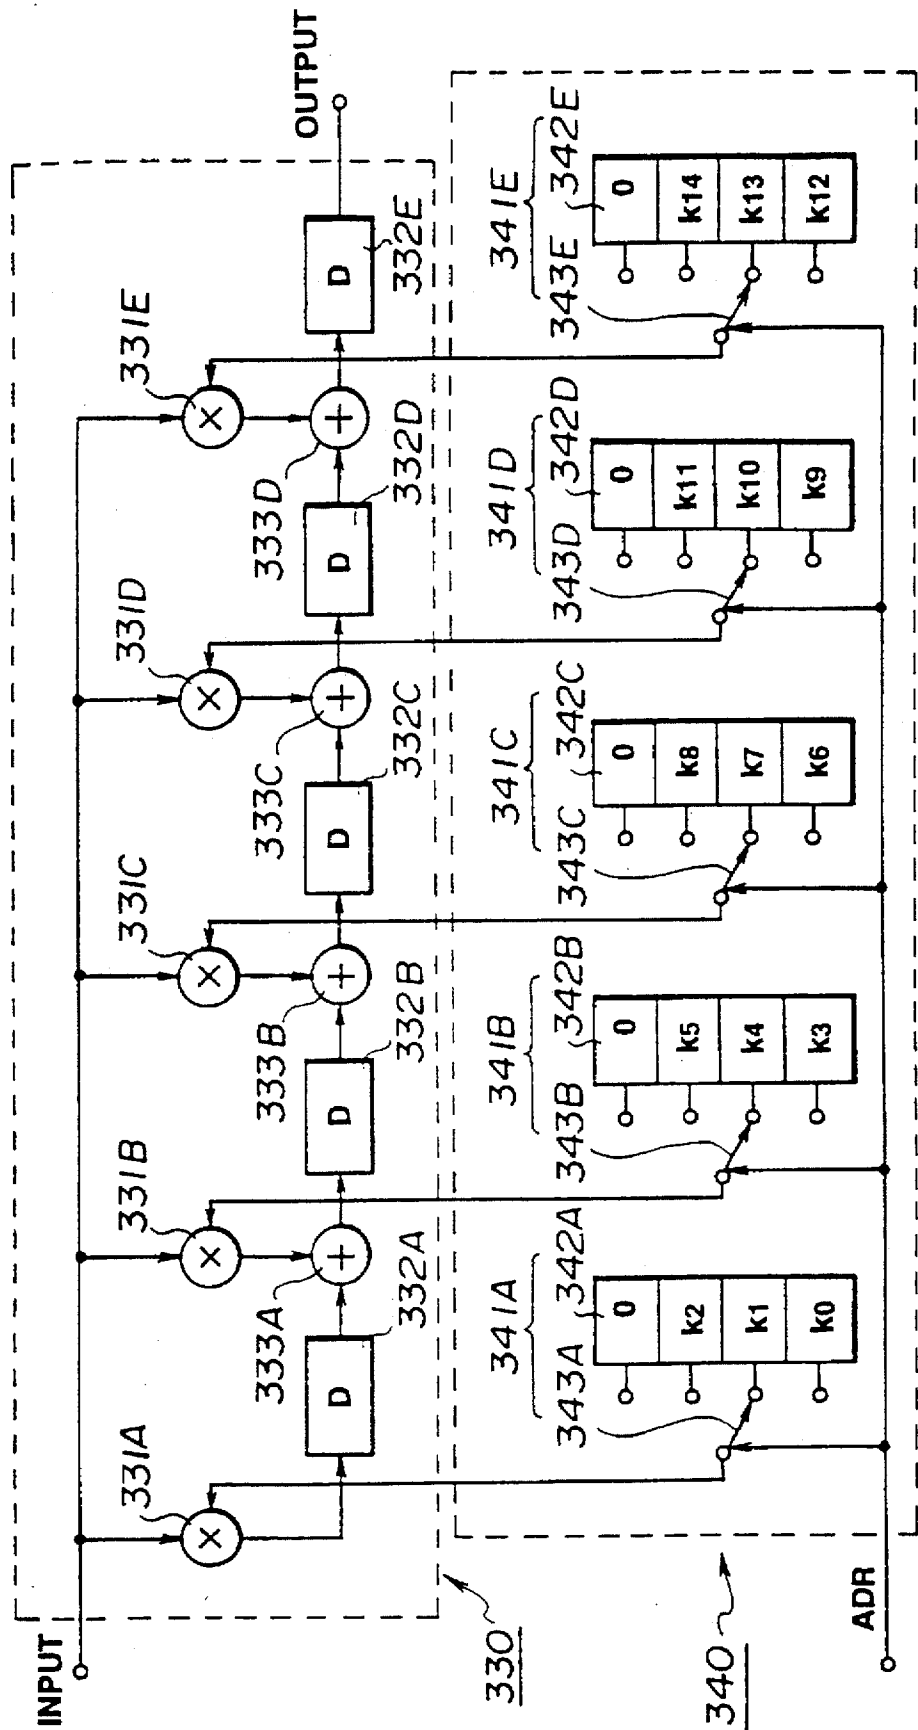 INPUT
331A
331B
331C
331D
331E
OUTPUT
333A
333B
333C
333D
D
D
D
D
D
332A
332B
332C
332D
332E
330
340
341A
341B
341C
341D
341E
343A
342A
343B
342B
343C
342C
343D
342D
343E
342E
0
k2
k1
k0
0
k5
k4
k3
0
k8
k7
k6
0
k11
k10
k9
0
k14
k13
k12
ADR